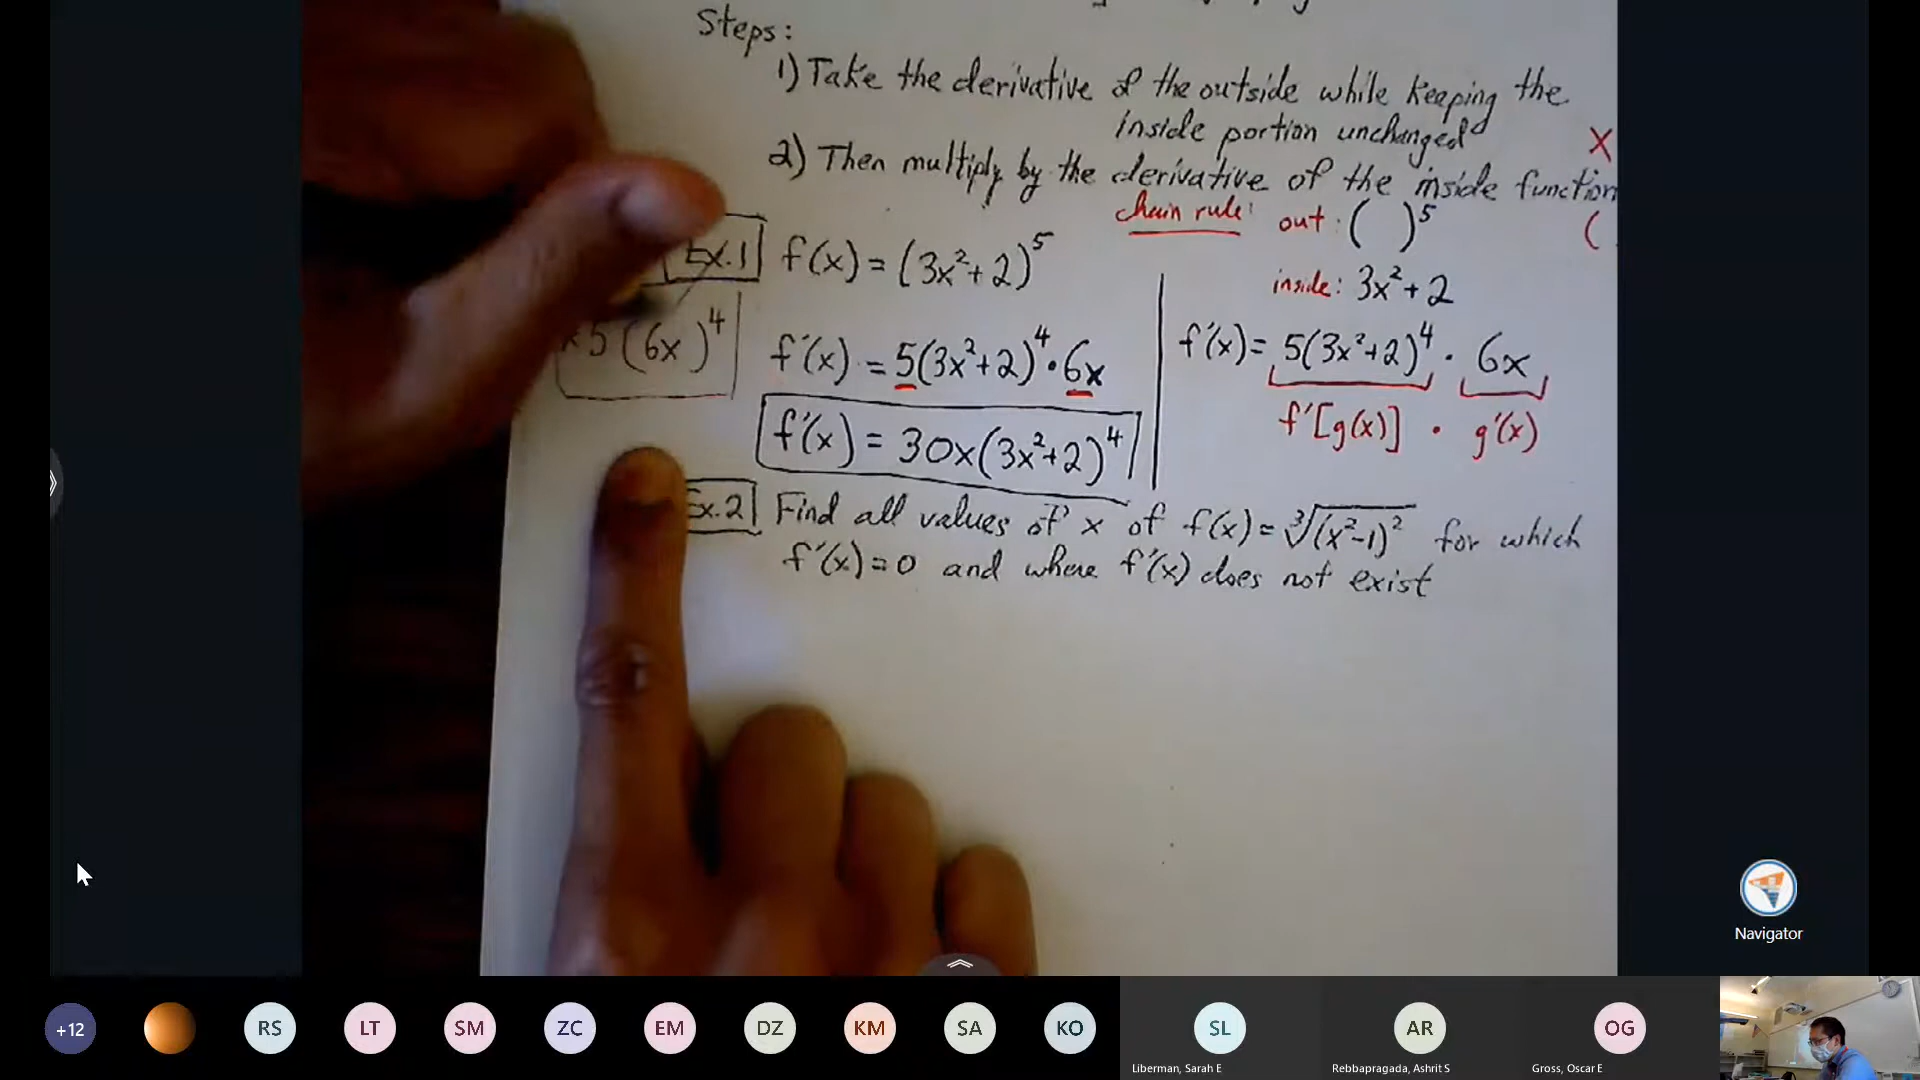 Steps:
1) Take the derivative of the outside while keeping the
inside portion unchanged
X
2) Then multiply by the derivative of the inside function
chain rule: out: ( )⁵
(
Ex.1 f(x) = (3x²+2)⁵
inside: 3x²+2
5(6x)⁴
f'(x) = 5(3x²+2)⁴·6x
f'(x) = 5(3x²+2)⁴ · 6x
f'[g(x)] · g'(x)
f'(x) = 30x(3x²+2)⁴
Ex.2 Find all values of x of f(x) = ∛(x²-1)² for which
f'(x)=0 and where f'(x) does not exist
Navigator
+12 RS LT SM ZC EM DZ KM SA KO SL AR OG
Liberman, Sarah E Rebbapragada, Ashrit S Gross, Oscar E